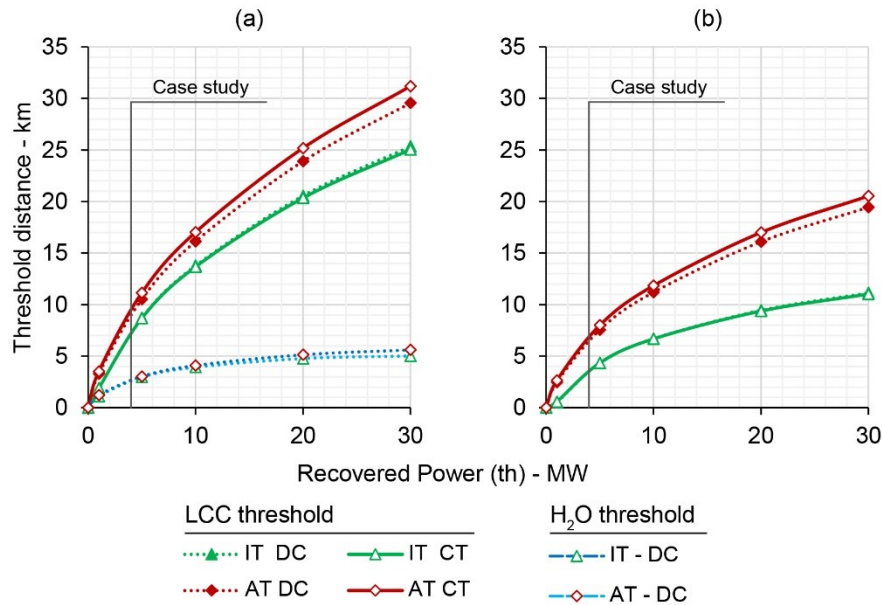 (a)
(b)
Threshold distance - km
35
30
25
20
15
10
5
0
Case study
0
10
20
30
35
30
25
20
15
10
5
0
Case study
0
10
20
30
Recovered Power (th) - MW
LCC threshold
H₂O threshold
IT DC
IT CT
IT - DC
AT DC
AT CT
AT - DC